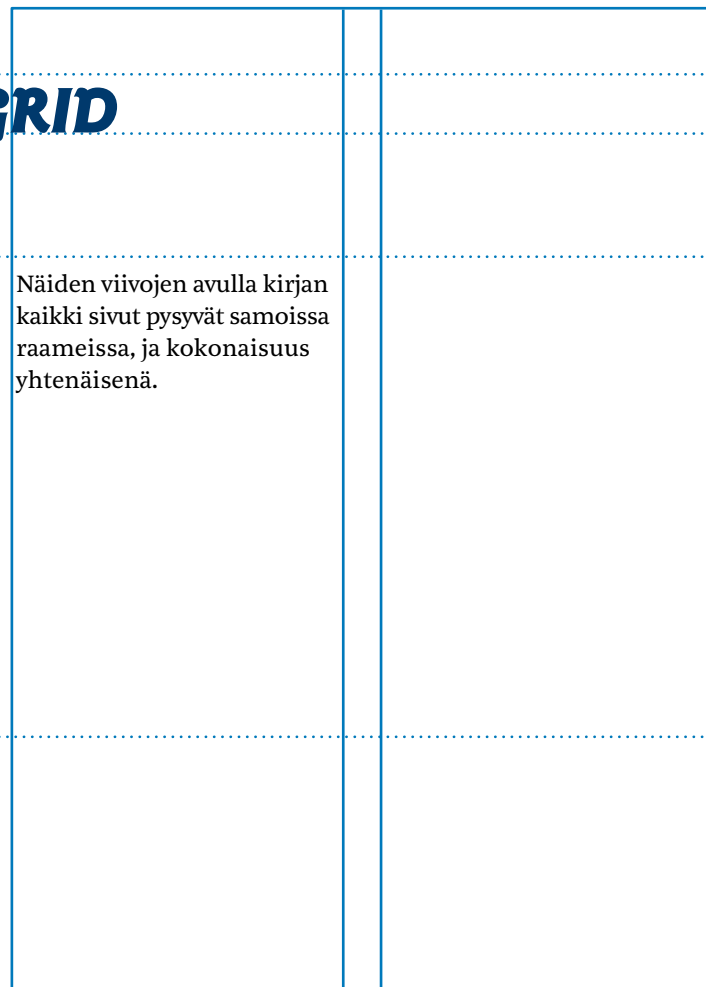 GRID
Näiden viivojen avulla kirjan
kaikki sivut pysyvät samoissa
raameissa, ja kokonaisuus
yhtenäisenä.